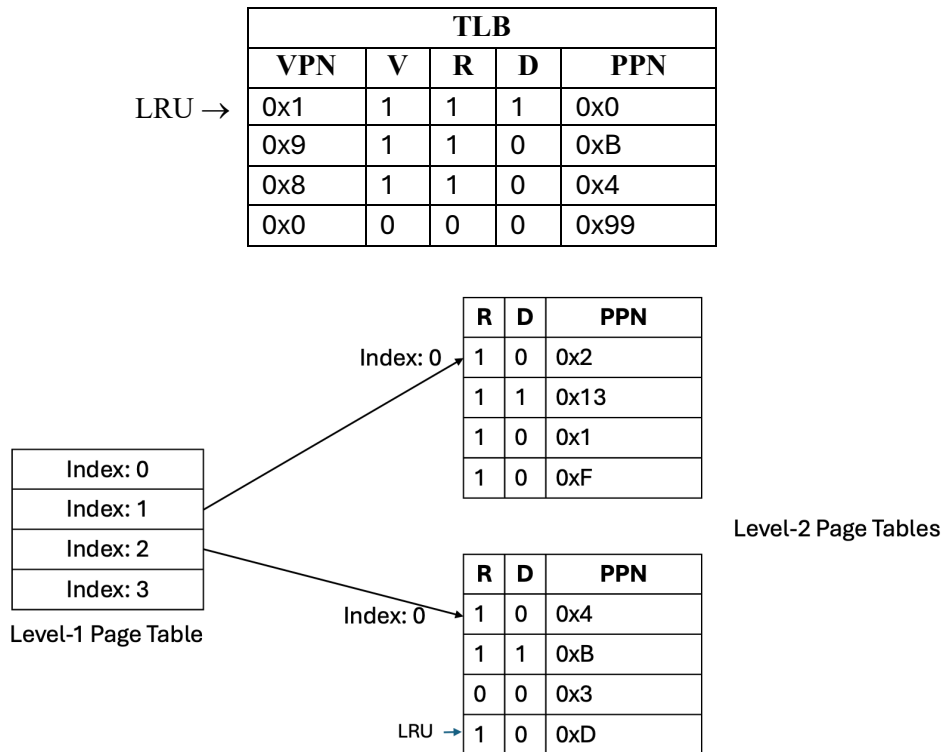 TLB
VPN V R D PPN
LRU → 0x1 1 1 1 0x0
0x9 1 1 0 0xB
0x8 1 1 0 0x4
0x0 0 0 0 0x99
R D PPN
Index: 0 1 0 0x2
1 1 0x13
1 0 0x1
1 0 0xF
Index: 0
Index: 1
Index: 2
Index: 3
Level-1 Page Table
Level-2 Page Tables
R D PPN
Index: 0 1 0 0x4
1 1 0xB
0 0 0x3
LRU → 1 0 0xD